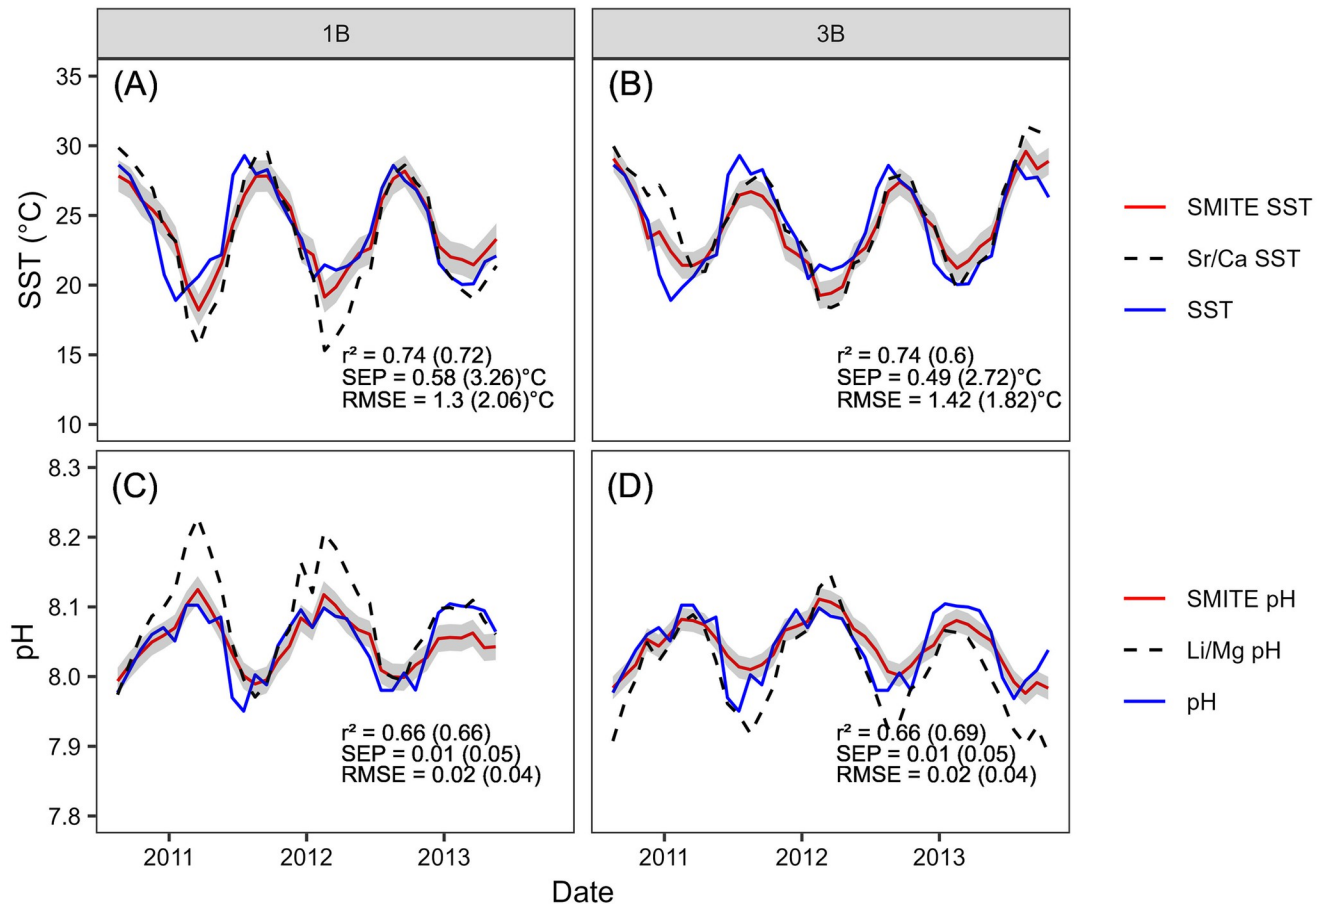 1B
3B
(A)
(B)
35
30
25
20
15
10
SST (°C)
r² = 0.74 (0.72)
SEP = 0.58 (3.26)°C
RMSE = 1.3 (2.06)°C
r² = 0.74 (0.6)
SEP = 0.49 (2.72)°C
RMSE = 1.42 (1.82)°C
SMITE SST
Sr/Ca SST
SST
(C)
(D)
8.3
8.2
8.1
8.0
7.9
7.8
pH
r² = 0.66 (0.66)
SEP = 0.01 (0.05)
RMSE = 0.02 (0.04)
r² = 0.66 (0.69)
SEP = 0.01 (0.05)
RMSE = 0.02 (0.04)
SMITE pH
Li/Mg pH
pH
2011
2012
2013
2011
2012
2013
Date